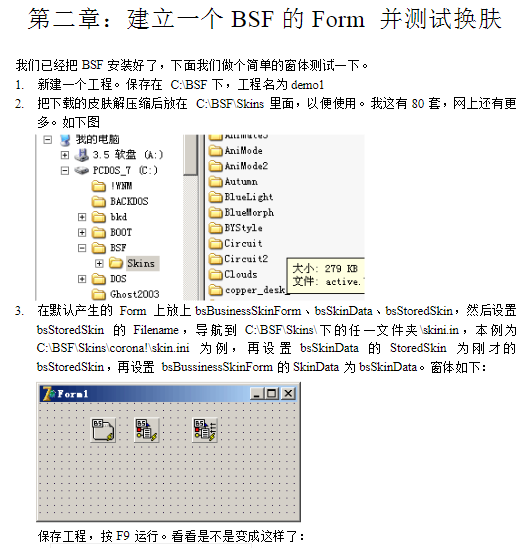 第二章：建立一个 BSF 的 Form 并测试换肤
我们已经把 BSF 安装好了，下面我们做个简单的窗体测试一下。
1. 新建一个工程。保存在 C:\BSF 下，工程名为 demo1
2. 把下载的皮肤解压缩后放在 C:\BSF\Skins 里面，以便使用。我这有 80 套，网上还有更
多。如下图
我的电脑
3.5 软盘 (A:)
PCDOS_7 (C:)
!WNM
BACKDOS
bkd
BOOT
BSF
Skins
DOS
Ghost2003
AniMate3
AniMode
AniMode2
Autumn
BlueLight
BlueMorph
BYStyle
Circuit
Circuit2
Clouds
copper_desk_
大小: 279 KB
文件: active.
3. 在默认产生的 Form 上放上 bsBusinessSkinForm、bsSkinData、bsStoredSkin，然后设置
bsStoredSkin 的 Filename，导航到 C:\BSF\Skins\下的任一文件夹\skini.in，本例为
C:\BSF\Skins\corona!\skin.ini 为例，再设置 bsSkinData 的 StoredSkin 为刚才的
bsStoredSkin，再设置 bsBussinessSkinForm 的 SkinData 为 bsSkinData。窗体如下：
Form1
BS
BS
BS
保存工程，按 F9 运行。看看是不是变成这样了：